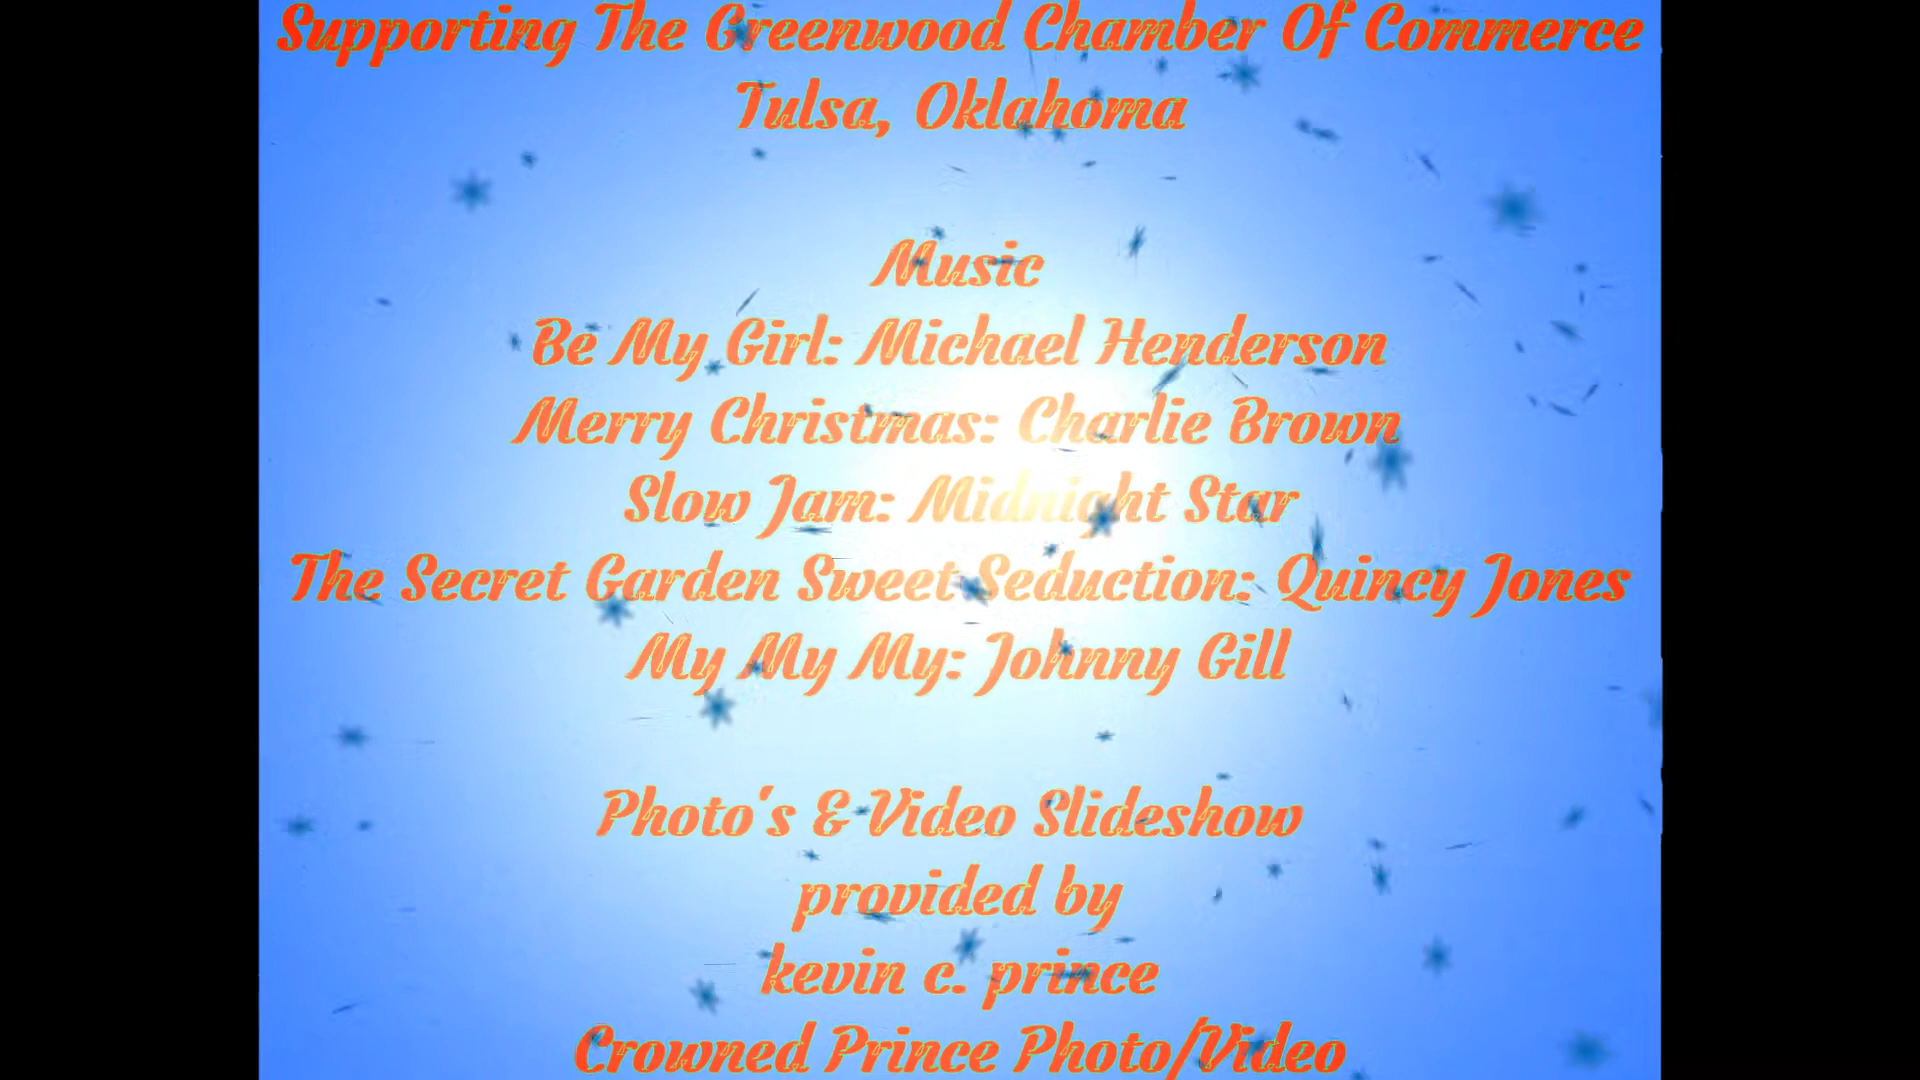 Supporting The Greenwood Chamber Of Commerce
Tulsa, Oklahoma
Music
Be My Girl: Michael Henderson
Merry Christmas: Charlie Brown
Slow Jam: Midnight Star
The Secret Garden Sweet Seduction: Quincy Jones
My My My: Johnny Gill
Photo's & Video Slideshow
provided by
kevin c. prince
Crowned Prince Photo/Video